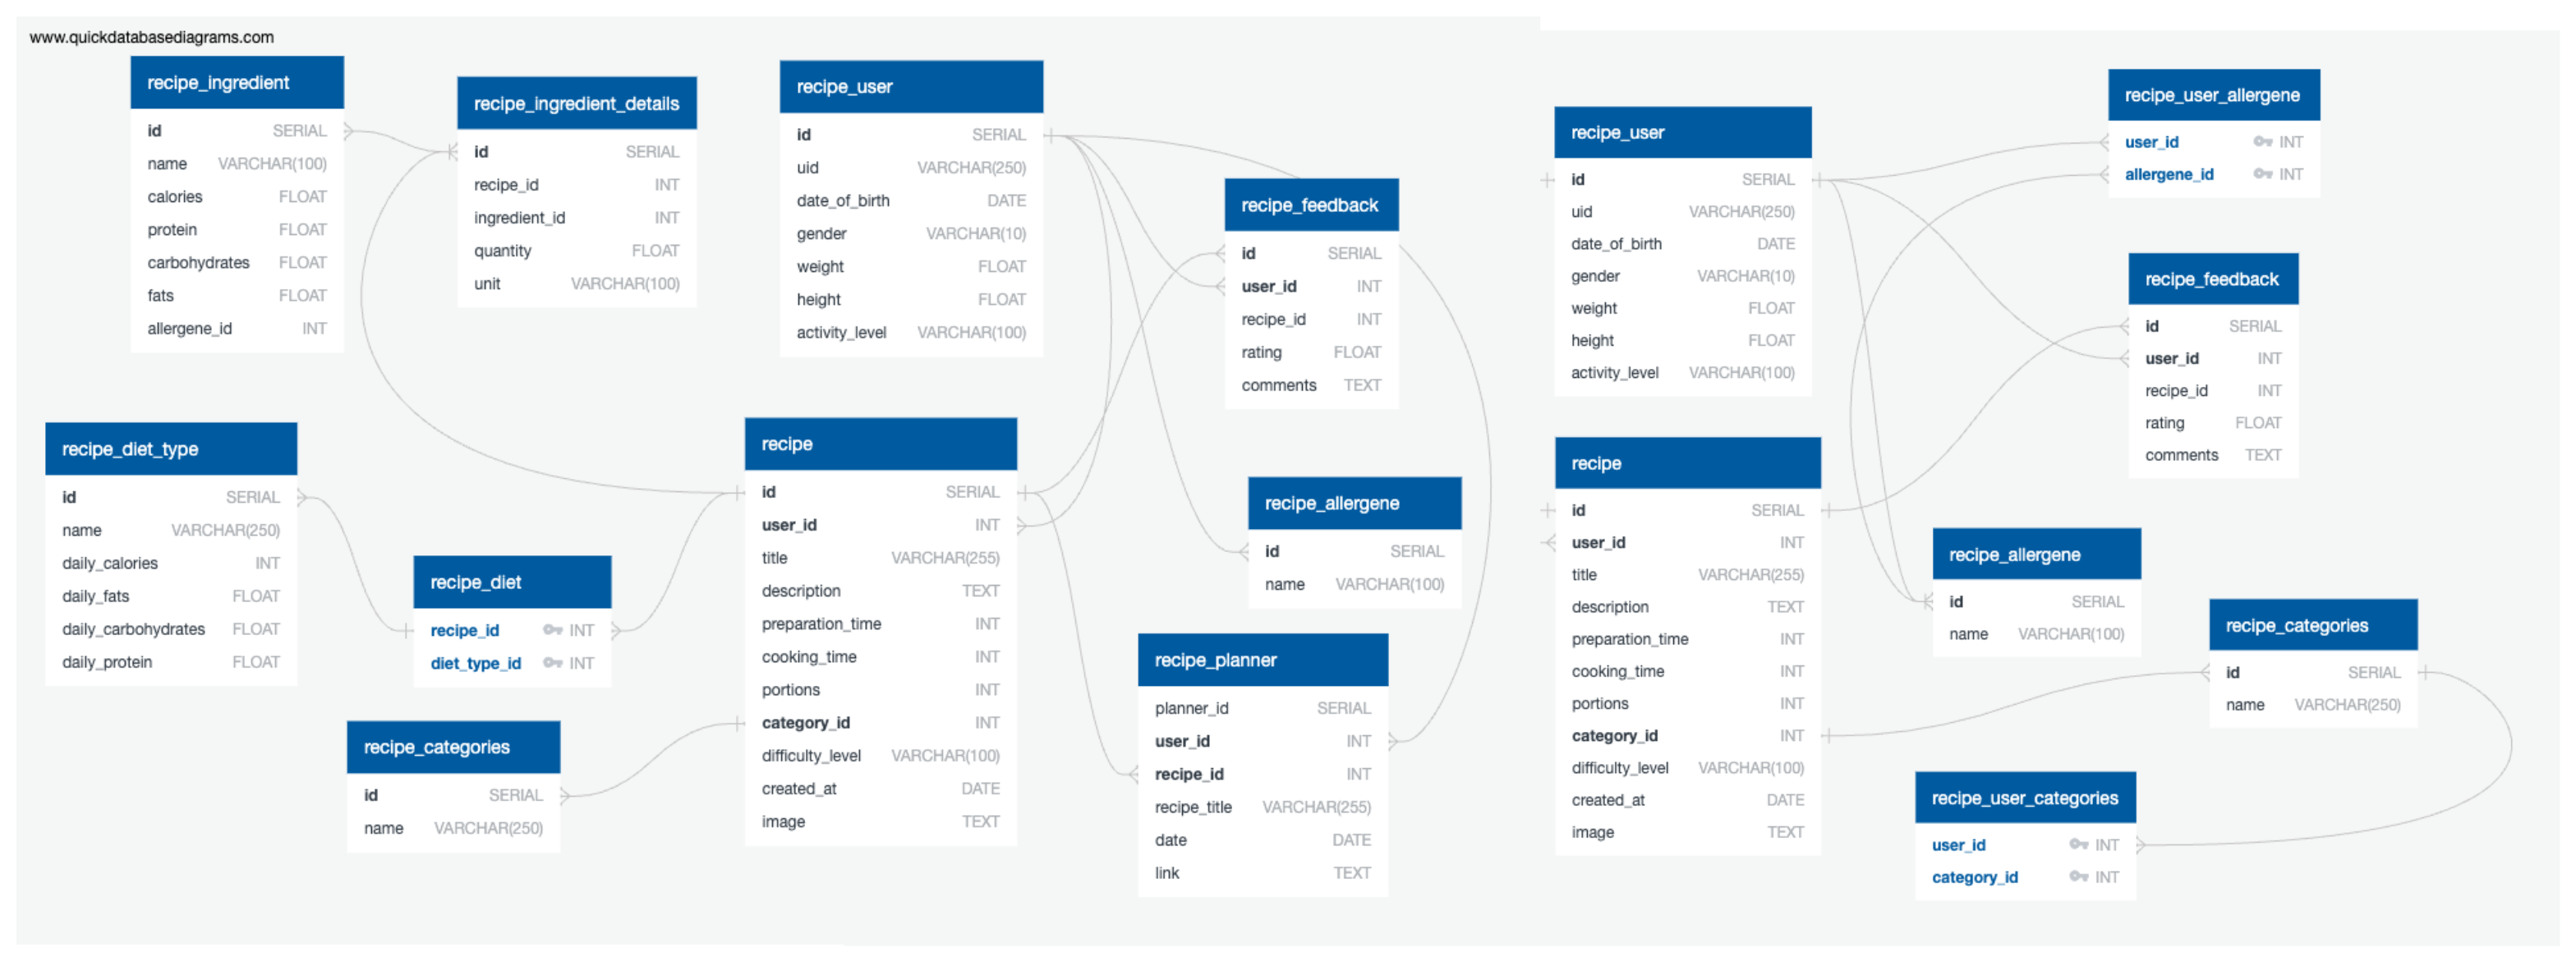 www.quickdatabasediagrams.com
recipe_ingredient
id SERIAL
name VARCHAR(100)
calories FLOAT
protein FLOAT
carbohydrates FLOAT
fats FLOAT
allergene_id INT
recipe_ingredient_details
id SERIAL
recipe_id INT
ingredient_id INT
quantity FLOAT
unit VARCHAR(100)
recipe_user
id SERIAL
uid VARCHAR(250)
date_of_birth DATE
gender VARCHAR(10)
weight FLOAT
height FLOAT
activity_level VARCHAR(100)
recipe_feedback
id SERIAL
user_id INT
recipe_id INT
rating FLOAT
comments TEXT
recipe_diet_type
id SERIAL
name VARCHAR(250)
daily_calories INT
daily_fats FLOAT
daily_carbohydrates FLOAT
daily_protein FLOAT
recipe_diet
recipe_id INT
diet_type_id INT
recipe_categories
id SERIAL
name VARCHAR(250)
recipe
id SERIAL
user_id INT
title VARCHAR(255)
description TEXT
preparation_time INT
cooking_time INT
portions INT
category_id INT
difficulty_level VARCHAR(100)
created_at DATE
image TEXT
recipe_allergene
id SERIAL
name VARCHAR(100)
recipe_planner
planner_id SERIAL
user_id INT
recipe_id INT
recipe_title VARCHAR(255)
date DATE
link TEXT
recipe_user
id SERIAL
uid VARCHAR(250)
date_of_birth DATE
gender VARCHAR(10)
weight FLOAT
height FLOAT
activity_level VARCHAR(100)
recipe_user_allergene
user_id INT
allergene_id INT
recipe_feedback
id SERIAL
user_id INT
recipe_id INT
rating FLOAT
comments TEXT
recipe
id SERIAL
user_id INT
title VARCHAR(255)
description TEXT
preparation_time INT
cooking_time INT
portions INT
category_id INT
difficulty_level VARCHAR(100)
created_at DATE
image TEXT
recipe_allergene
id SERIAL
name VARCHAR(100)
recipe_categories
id SERIAL
name VARCHAR(250)
recipe_user_categories
user_id INT
category_id INT